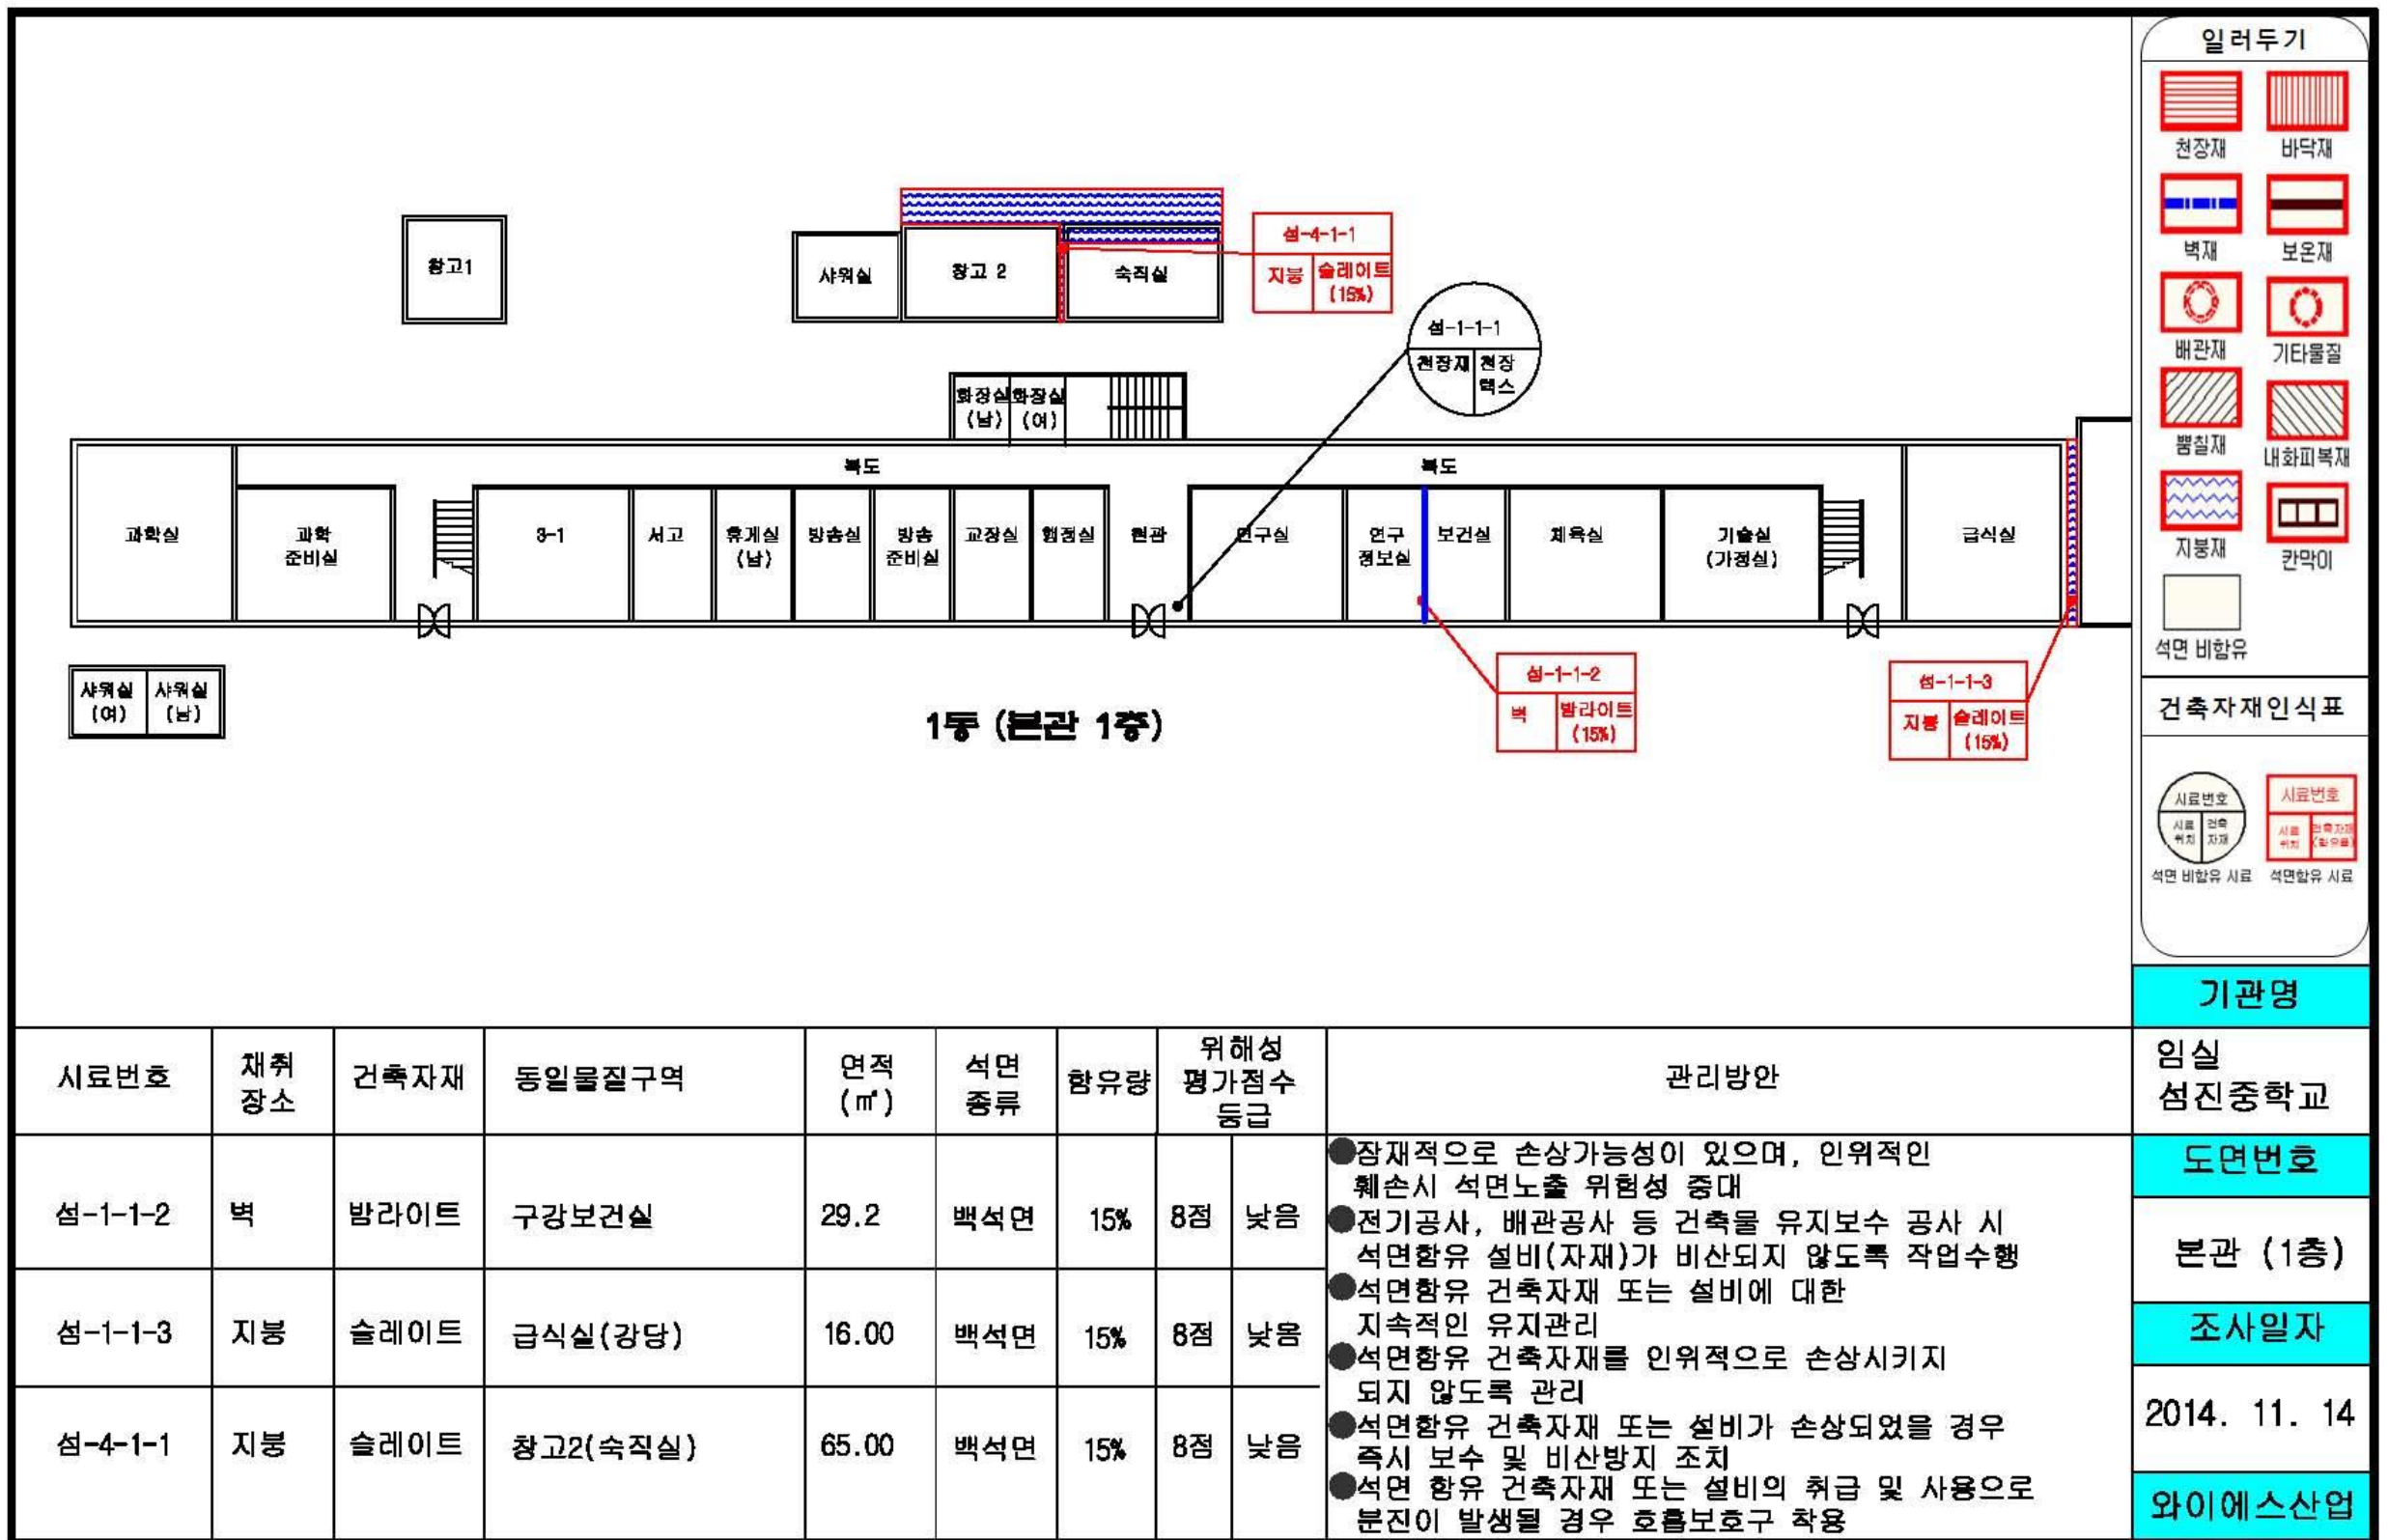 일러두기
천장재
바닥재
벽재
보온재
배관재
기타물질
뿜칠재
내화피복재
지붕재
칸막이
석면 비함유
건축자재인식표
시료번호
시료
위치
건축
자재
석면 비함유 시료
시료번호
시료
위치
건축자재
(함유율)
석면함유 시료
창고1
샤워실
창고 2
숙직실
섬-4-1-1
지붕
슬레이트
(15%)
섬-1-1-1
천장재
천장
텍스
화장실
(남)
화장실
(여)
복도
복도
과학실
과학
준비실
3-1
서고
휴게실
(남)
방송실
방송
준비실
교장실
행정실
현관
연구실
연구
정보실
보건실
체육실
기술실
(가정실)
급식실
샤워실
(여)
샤워실
(남)
1동 (본관 1층)
섬-1-1-2
벽
밤라이트
(15%)
섬-1-1-3
지붕
슬레이트
(15%)
시료번호
채취
장소
건축자재
동일물질구역
면적
(㎡)
석면
종류
함유량
위해성
평가점수
등급
관리방안
섬-1-1-2
벽
밤라이트
구강보건실
29.2
백석면
15%
8점
낮음
섬-1-1-3
지붕
슬레이트
급식실(강당)
16.00
백석면
15%
8점
낮음
섬-4-1-1
지붕
슬레이트
창고2(숙직실)
65.00
백석면
15%
8점
낮음
●잠재적으로 손상가능성이 있으며, 인위적인
훼손시 석면노출 위험성 증대
●전기공사, 배관공사 등 건축물 유지보수 공사 시
석면함유 설비(자재)가 비산되지 않도록 작업수행
●석면함유 건축자재 또는 설비에 대한
지속적인 유지관리
●석면함유 건축자재를 인위적으로 손상시키지
되지 않도록 관리
●석면함유 건축자재 또는 설비가 손상되었을 경우
즉시 보수 및 비산방지 조치
●석면 함유 건축자재 또는 설비의 취급 및 사용으로
분진이 발생될 경우 호흡보호구 착용
기관명
임실
섬진중학교
도면번호
본관 (1층)
조사일자
2014. 11. 14
와이에스산업